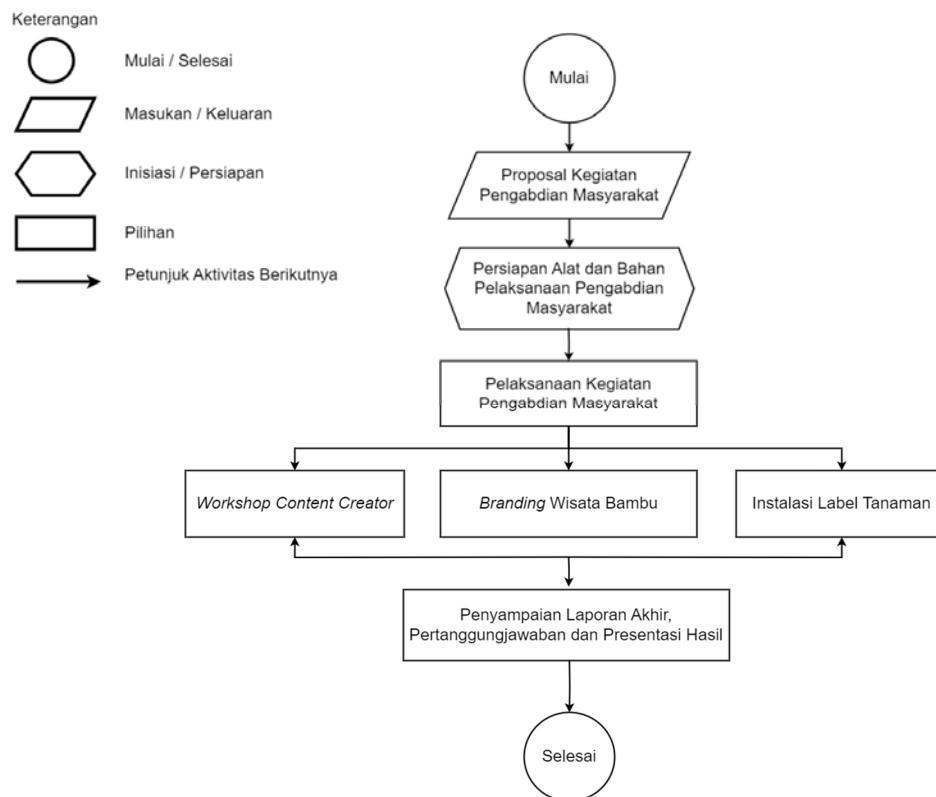 Keterangan
Mulai / Selesai
Masukan / Keluaran
Inisiasi / Persiapan
Pilihan
Petunjuk Aktivitas Berikutnya
Mulai
Proposal Kegiatan
Pengabdian Masyarakat
Persiapan Alat dan Bahan
Pelaksanaan Pengabdian
Masyarakat
Pelaksanaan Kegiatan
Pengabdian Masyarakat
Workshop Content Creator
Branding Wisata Bambu
Instalasi Label Tanaman
Penyampaian Laporan Akhir,
Pertanggungjawaban dan Presentasi Hasil
Selesai